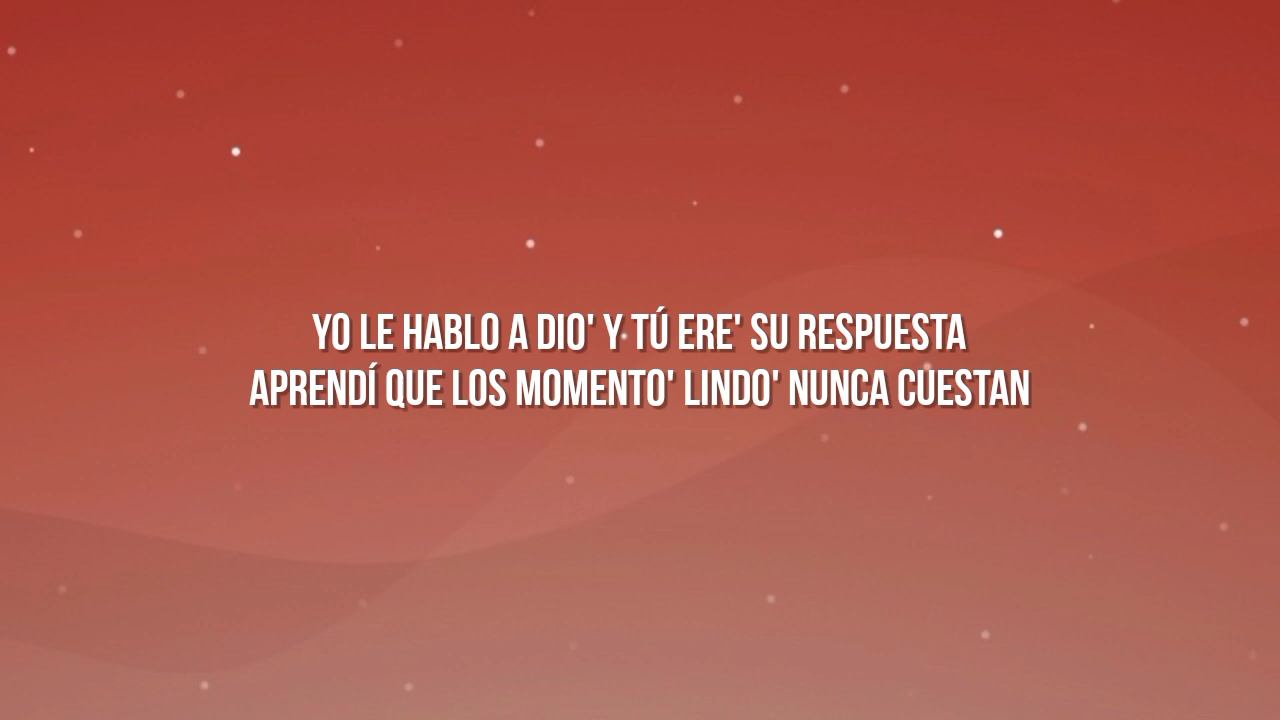 YO LE HABLO A DIO' Y TÚ ERE' SU RESPUESTA
APRENDÍ QUE LOS MOMENTO' LINDO' NUNCA CUESTAN